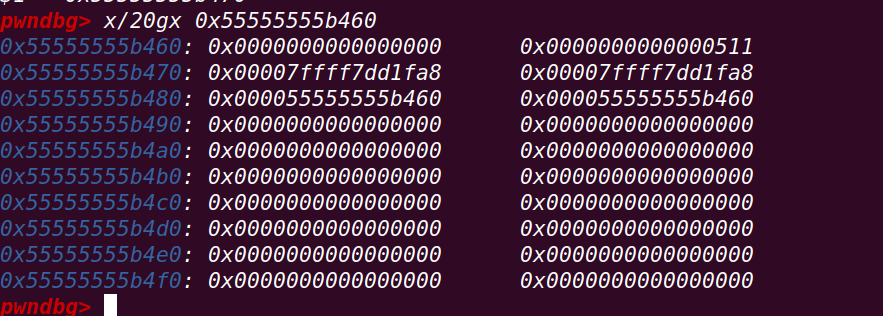 pwndbg> x/20gx 0x55555555b460
0x55555555b460: 0x0000000000000000 0x0000000000000511
0x55555555b470: 0x00007ffff7dd1fa8 0x00007ffff7dd1fa8
0x55555555b480: 0x000055555555b460 0x000055555555b460
0x55555555b490: 0x0000000000000000 0x0000000000000000
0x55555555b4a0: 0x0000000000000000 0x0000000000000000
0x55555555b4b0: 0x0000000000000000 0x0000000000000000
0x55555555b4c0: 0x0000000000000000 0x0000000000000000
0x55555555b4d0: 0x0000000000000000 0x0000000000000000
0x55555555b4e0: 0x0000000000000000 0x0000000000000000
0x55555555b4f0: 0x0000000000000000 0x0000000000000000
pwndbg>